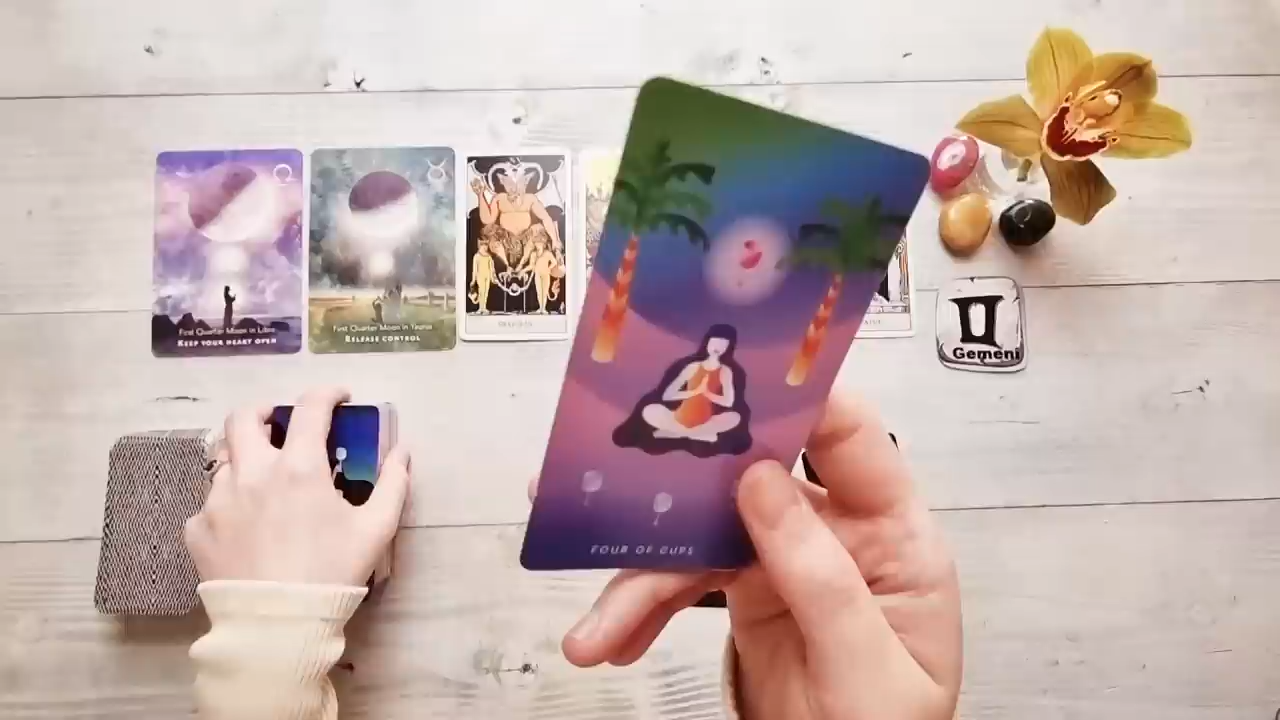 First Quarter Moon in Libra
KEEP YOUR HEART OPEN
First Quarter Moon in Taurus
RELEASE CONTROL
FOUR OF CUPS
Gemeni